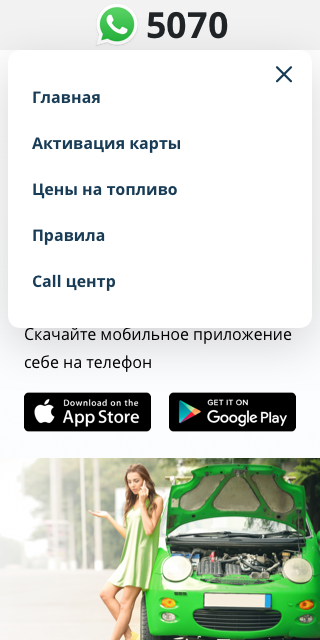 5070
Главная
Активация карты
Цены на топливо
Правила
Call центр
Скачайте мобильное приложение
себе на телефон
Download on the
App Store
GET IT ON
Google Play